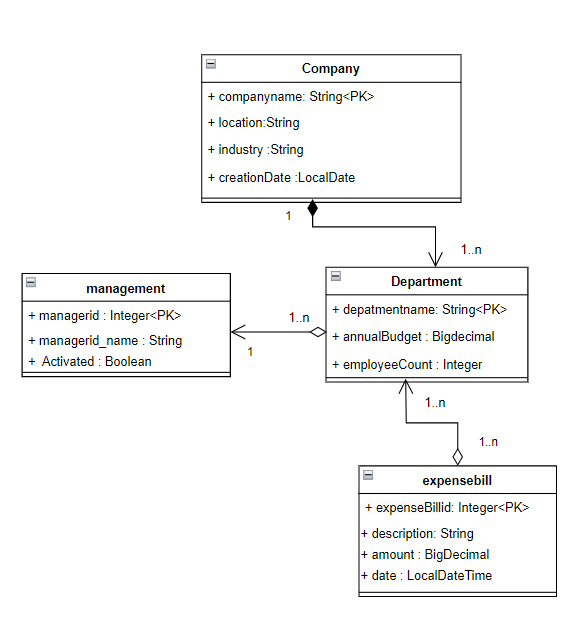 Company
+ companyname: String<PK>
+ location:String
+ industry :String
+ creationDate :LocalDate
1
1..n
management
+ managerid : Integer<PK>
+ managerid_name : String
+ Activated : Boolean
1..n
1
Department
+ depatmentname: String<PK>
+ annualBudget : Bigdecimal
+ employeeCount : Integer
1..n
1..n
expensebill
+ expenseBillid: Integer<PK>
+ description: String
+ amount : BigDecimal
+ date : LocalDateTime